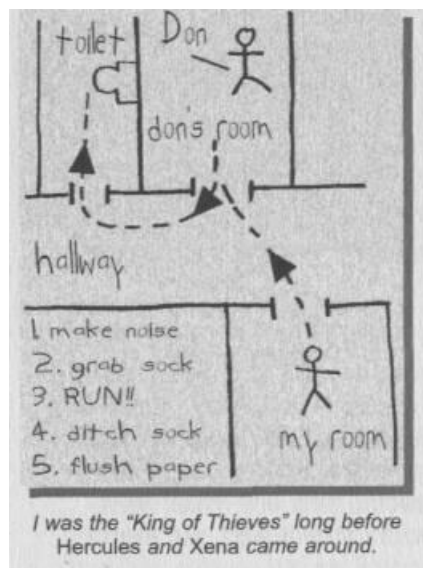 toilet
Don
don's room
hallway
1. make noise
2. grab sock
3. RUN!!
4. ditch sock
5. flush paper
my room
I was the "King of Thieves" long before
Hercules and Xena came around.